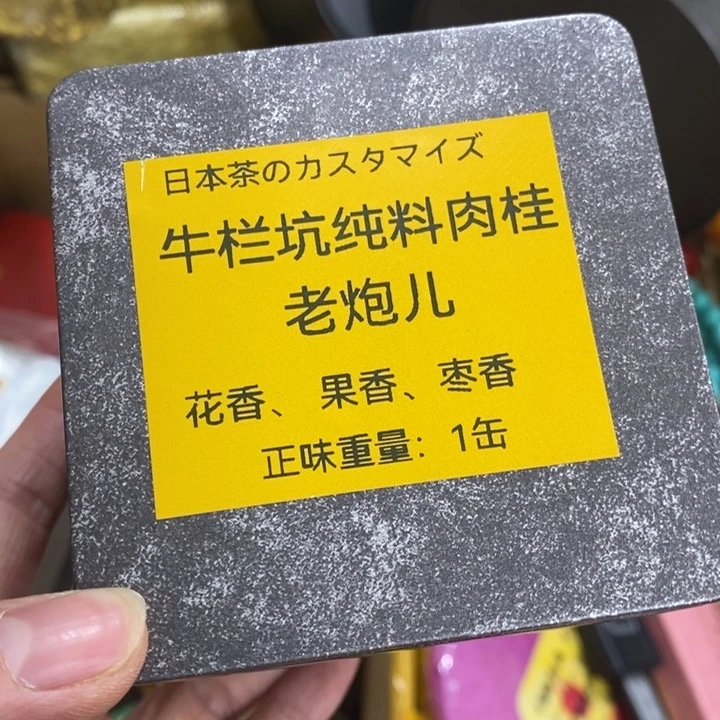 日本茶のカスタマイズ
牛栏坑纯料肉桂
老炮儿
花香、果香、枣香
正味重量：1缶